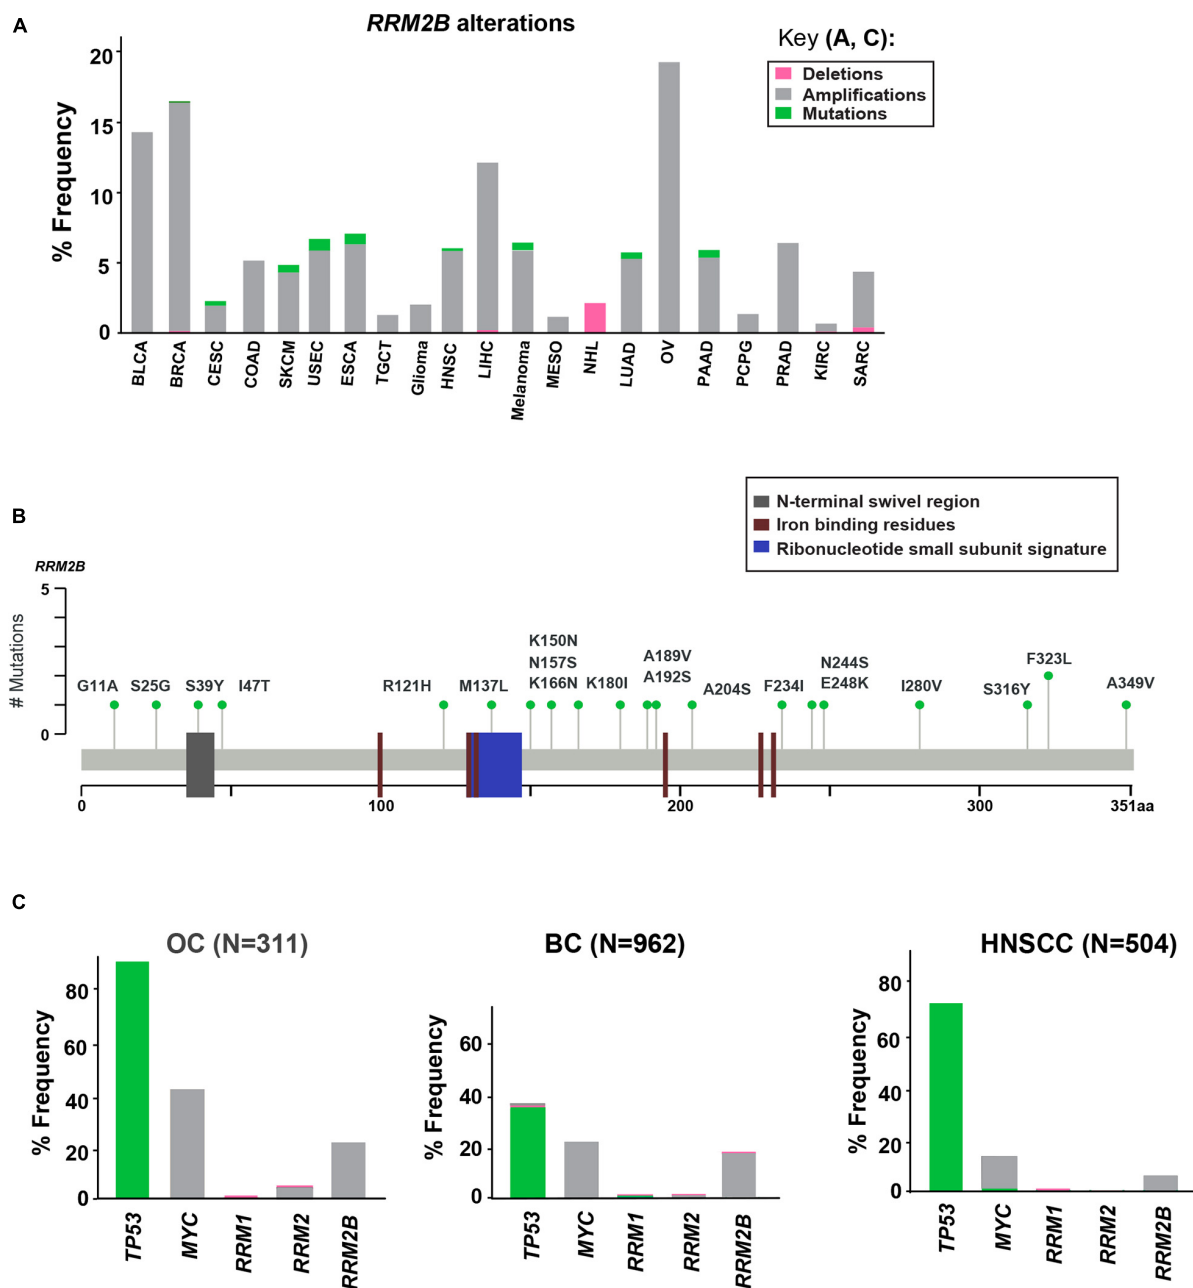 A
RRM2B alterations
Key (A, C):
Deletions
Amplifications
Mutations
% Frequency
20
15
10
5
0
BLCA
BRCA
CESC
COAD
SKCM
USEC
ESCA
TGCT
Glioma
HNSC
LIHC
Melanoma
MESO
NHL
LUAD
OV
PAAD
PCPG
PRAD
KIRC
SARC
B
N-terminal swivel region
Iron binding residues
Ribonucleotide small subunit signature
RRM2B
# Mutations
5
0
G11A
S25G
S39Y
I47T
R121H
M137L
K150N
N157S
K166N
K180I
A189V
A192S
A204S
F234I
N244S
E248K
I280V
S316Y
F323L
A349V
0
100
200
300
351aa
C
OC (N=311)
% Frequency
80
60
40
20
0
TP53
MYC
RRM1
RRM2
RRM2B
BC (N=962)
% Frequency
60
40
20
0
TP53
MYC
RRM1
RRM2
RRM2B
HNSCC (N=504)
% Frequency
80
60
40
20
0
TP53
MYC
RRM1
RRM2
RRM2B